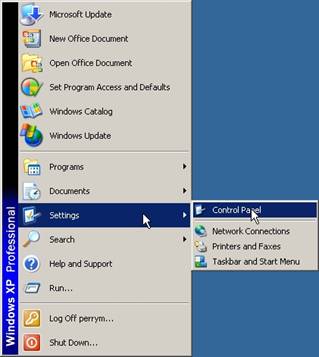 Microsoft Update
New Office Document
Open Office Document
Set Program Access and Defaults
Windows Catalog
Windows Update
Programs
Documents
Settings
Search
Help and Support
Run...
Log Off perrym...
Shut Down...
Windows XP Professional
Control Panel
Network Connections
Printers and Faxes
Taskbar and Start Menu